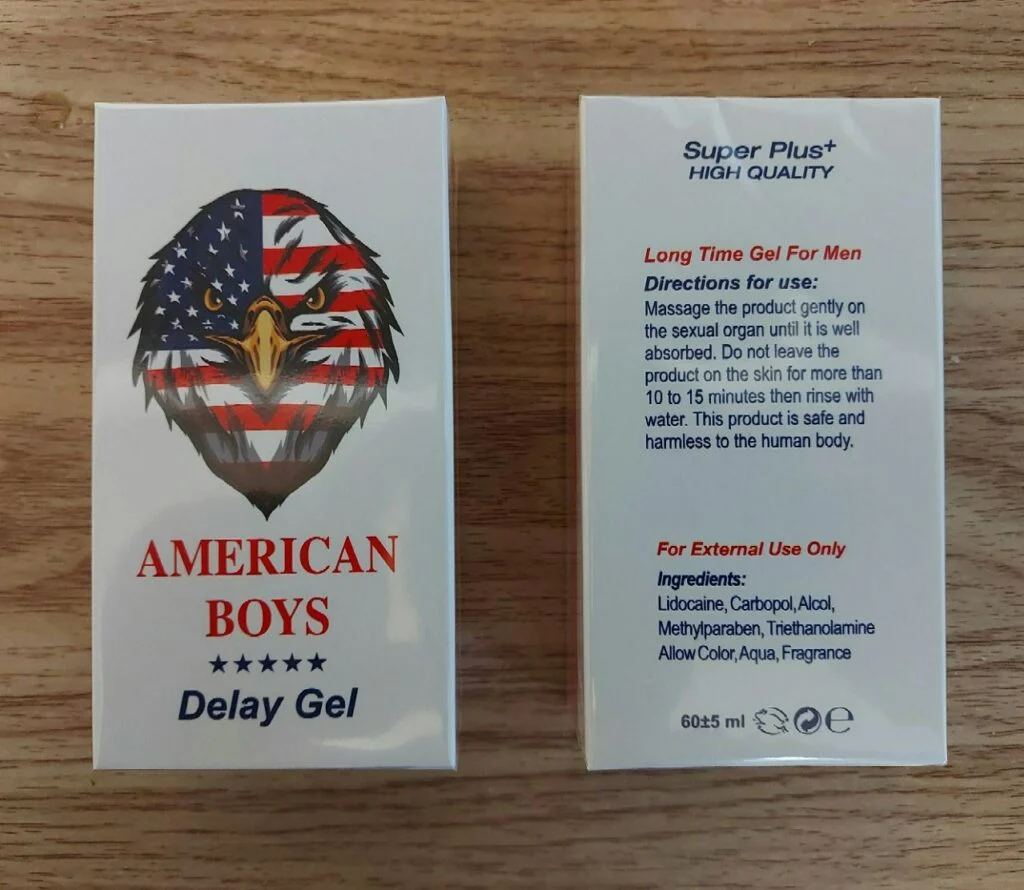 AMERICAN
BOYS
★★★★★
Delay Gel
Super Plus+
HIGH QUALITY
Long Time Gel For Men
Directions for use:
Massage the product gently on
the sexual organ until it is well
absorbed. Do not leave the
product on the skin for more than
10 to 15 minutes then rinse with
water. This product is safe and
harmless to the human body.
For External Use Only
Ingredients:
Lidocaine, Carbopol, Alcol,
Methylparaben, Triethanolamine
Allow Color, Aqua, Fragrance
60±5 ml ℮